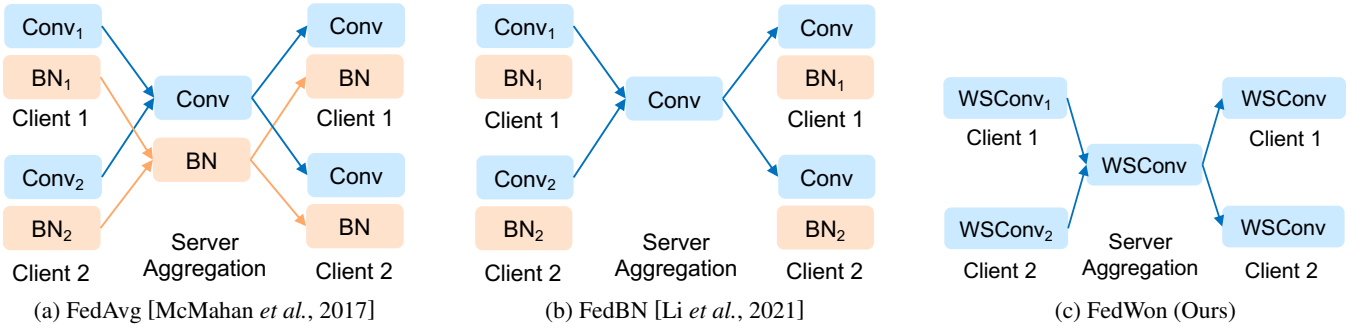 Conv₁
BN₁
Client 1
Conv₂
BN₂
Client 2
Conv
BN
Server
Aggregation
Conv
BN
Client 1
Conv
BN
Client 2
(a) FedAvg [McMahan et al., 2017]
Conv₁
BN₁
Client 1
Conv₂
BN₂
Client 2
Conv
Server
Aggregation
Conv
BN₁
Client 1
Conv
BN₂
Client 2
(b) FedBN [Li et al., 2021]
WSConv₁
Client 1
WSConv₂
Client 2
WSConv
Server
Aggregation
WSConv
Client 1
WSConv
Client 2
(c) FedWon (Ours)